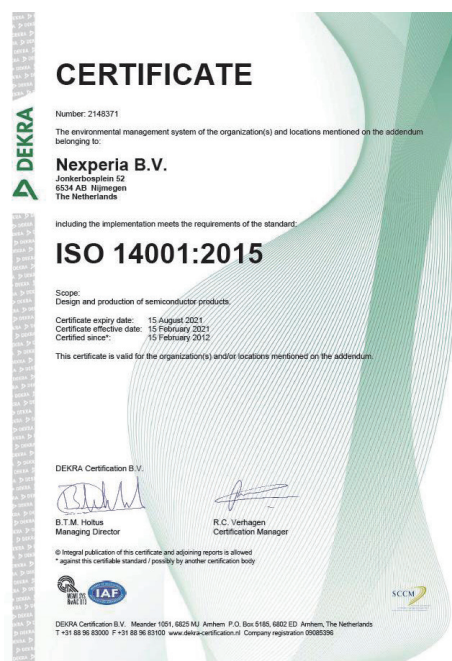 DEKRA
CERTIFICATE
Number: 2148371
The environmental management system of the organization(s) and locations mentioned on the addendum
belonging to:
Nexperia B.V.
Jonkerbosplein 52
6534 AB Nijmegen
The Netherlands
including the implementation meets the requirements of the standard:
ISO 14001:2015
Scope:
Design and production of semiconductor products.
Certificate expiry date: 15 August 2021
Certificate effective date: 15 February 2021
Certified since*: 15 February 2012
This certificate is valid for the organization(s) and/or locations mentioned on the addendum.
DEKRA Certification B.V.
B.T.M. Holtus
Managing Director
R.C. Verhagen
Certification Manager
© Integral publication of this certificate and adjoining reports is allowed
* against this certifiable standard / possibly by another certification body
IAF
SCCM
DEKRA Certification B.V. Meander 1051, 6825 MJ Arnhem P.O. Box 5185, 6802 ED Arnhem, The Netherlands
T +31 88 96 83000 F +31 88 96 83100 www.dekra-certification.nl Company registration 09085396